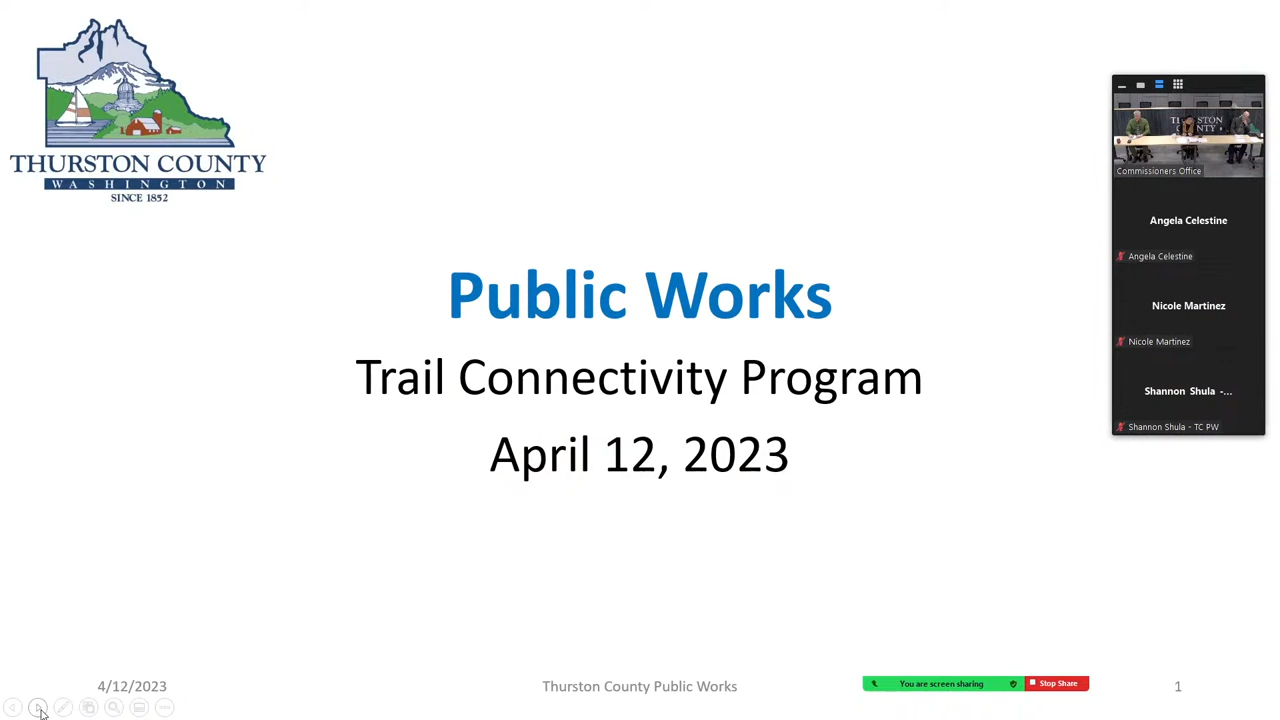 THURSTON COUNTY
WASHINGTON
SINCE 1852
Public Works
Trail Connectivity Program
April 12, 2023
THURSTON
COUNTY
Commissioners Office
Angela Celestine
Angela Celestine
Nicole Martinez
Nicole Martinez
Shannon Shula -...
Shannon Shula - TC PW
4/12/2023
Thurston County Public Works
You are screen sharing
Stop Share
1